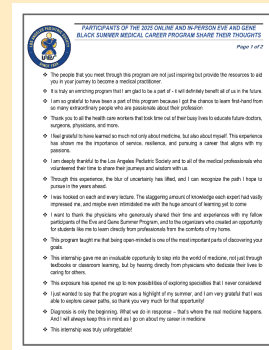 PARTICIPANTS OF THE 2025 ONLINE AND IN-PERSON EVE AND GENE
BLACK SUMMER MEDICAL CAREER PROGRAM SHARE THEIR THOUGHTS
Page 1 of 2
❖ The people that you meet through this program are not just inspiring but provide the resources to aid
you in your journey to become a medical practitioner.
❖ It is truly an enriching program that I am glad to be a part of - it will definitely benefit all of us in the future.
❖ I am so grateful to have been a part of this program because I got the chance to learn first-hand from
so many extraordinary people who are passionate about their profession
❖ Thank you to all the health care workers that took time out of their busy lives to educate future doctors,
surgeons, physicians, and more.
❖ I feel grateful to have learned so much not only about medicine, but also about myself. This experience
has shown me the importance of service, resilience, and pursuing a career that aligns with my
passions.
❖ I am deeply thankful to the Los Angeles Pediatric Society and to all of the medical professionals who
volunteered their time to share their journeys and wisdom with us.
❖ Through this experience, the blur of uncertainty has lifted, and I can recognize the path I hope to
pursue in the years ahead.
❖ I was hooked on each and every lecture. The staggering amount of knowledge each expert had vastly
impressed me, and maybe even intimidated me with the huge amount of learning yet to come
❖ I want to thank the physicians who generously shared their time and experience with my fellow
participants of the Eve and Gene Summer Program, and to the organizers who created an opportunity
for students like me to learn directly from professionals from the comforts of my home.
❖ This program taught me that being open-minded is one of the most important parts of discovering your
goals.
❖ This internship gave me an invaluable opportunity to step into the world of medicine, not just through
textbooks or classroom learning, but by hearing directly from physicians who dedicate their lives to
caring for others.
❖ This exposure has opened me up to new possibilities of exploring specialties that I never considered
❖ I just wanted to say that the program was a highlight of my summer, and I am very grateful that I was
able to explore career paths, so thank you very much for that opportunity!
❖ Diagnosis is only the beginning. What we do in response – that's where the real medicine happens.
And I will always keep this in mind as I go on about my career in medicine
❖ This internship was truly unforgettable!